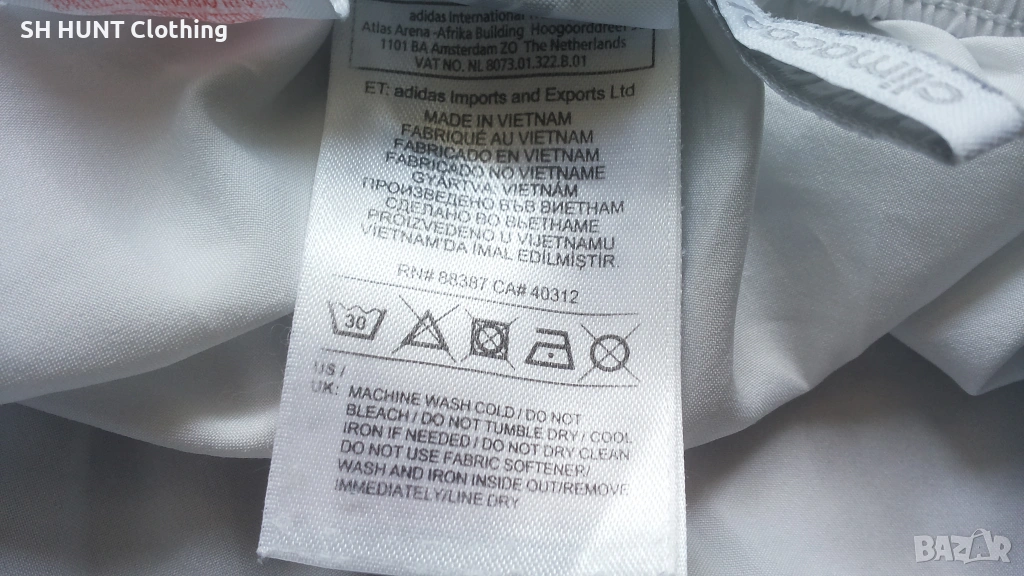 SH HUNT Clothing
adidas International
Atlas Arena -Afrika Building Hoogoorddreef
1101 BA Amsterdam ZO The Netherlands
VAT NO. NL 8073.01.322.B.01
ET: adidas Imports and Exports Ltd
MADE IN VIETNAM
FABRIQUÉ AU VIETNAM
FABRICADO EN VIETNAM
FABRICADO NO VIETNAME
GYÁRTVA: VIETNÁM
ПРОИЗВЕДЕНО ВЪВ ВИЕТНАМ
СДЕЛАНО ВО ВЬЕТНАМЕ
PROIZVEDENO U VIJETNAMU
VIETNAM'DA IMAL EDİLMİŞTİR
RN# 88387 CA# 40312
30
US /
UK: MACHINE WASH COLD / DO NOT
BLEACH / DO NOT TUMBLE DRY / COOL
IRON IF NEEDED / DO NOT DRY CLEAN
DO NOT USE FABRIC SOFTENER/
WASH AND IRON INSIDE OUT/REMOVE
IMMEDIATELY/LINE DRY
climaco
BAZAR